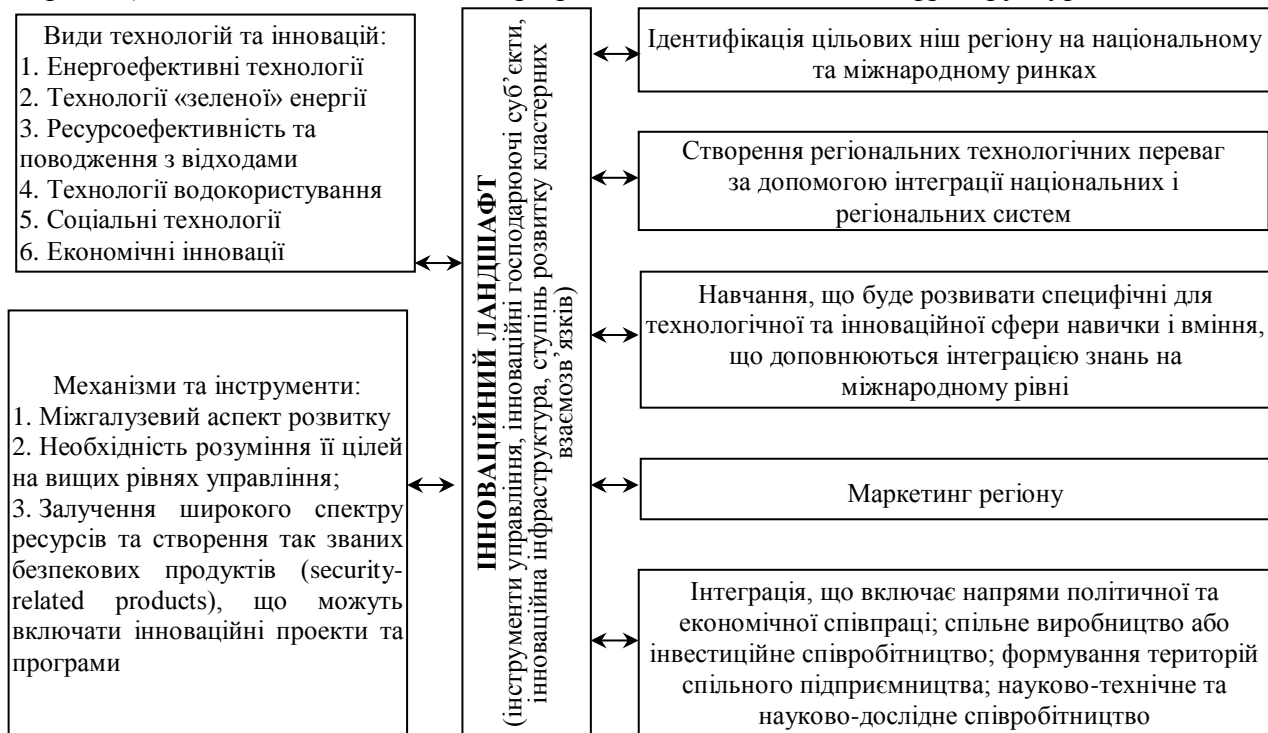 Види технологій та інновацій:
1. Енергоефективні технології
2. Технології «зеленої» енергії
3. Ресурсоефективність та
поводження з відходами
4. Технології водокористування
5. Соціальні технології
6. Економічні інновації
Механізми та інструменти:
1. Міжгалузевий аспект розвитку
2. Необхідність розуміння її цілей
на вищих рівнях управління;
3. Залучення широкого спектру
ресурсів та створення так званих
безпекових продуктів (security-
related products), що можуть
включати інноваційні проекти та
програми
ІННОВАЦІЙНИЙ ЛАНДШАФТ
(інструменти управління, інноваційні господарюючі суб’єкти,
інноваційна інфраструктура, ступінь розвитку кластерних
взаємозв’язків)
Ідентифікація цільових ніш регіону на національному
та міжнародному ринках
Створення регіональних технологічних переваг
за допомогою інтеграції національних і
регіональних систем
Навчання, що буде розвивати специфічні для
технологічної та інноваційної сфери навички і вміння,
що доповнюються інтеграцією знань на
міжнародному рівні
Маркетинг регіону
Інтеграція, що включає напрями політичної та
економічної співпраці; спільне виробництво або
інвестиційне співробітництво; формування територій
спільного підприємництва; науково-технічне та
науково-дослідне співробітництво